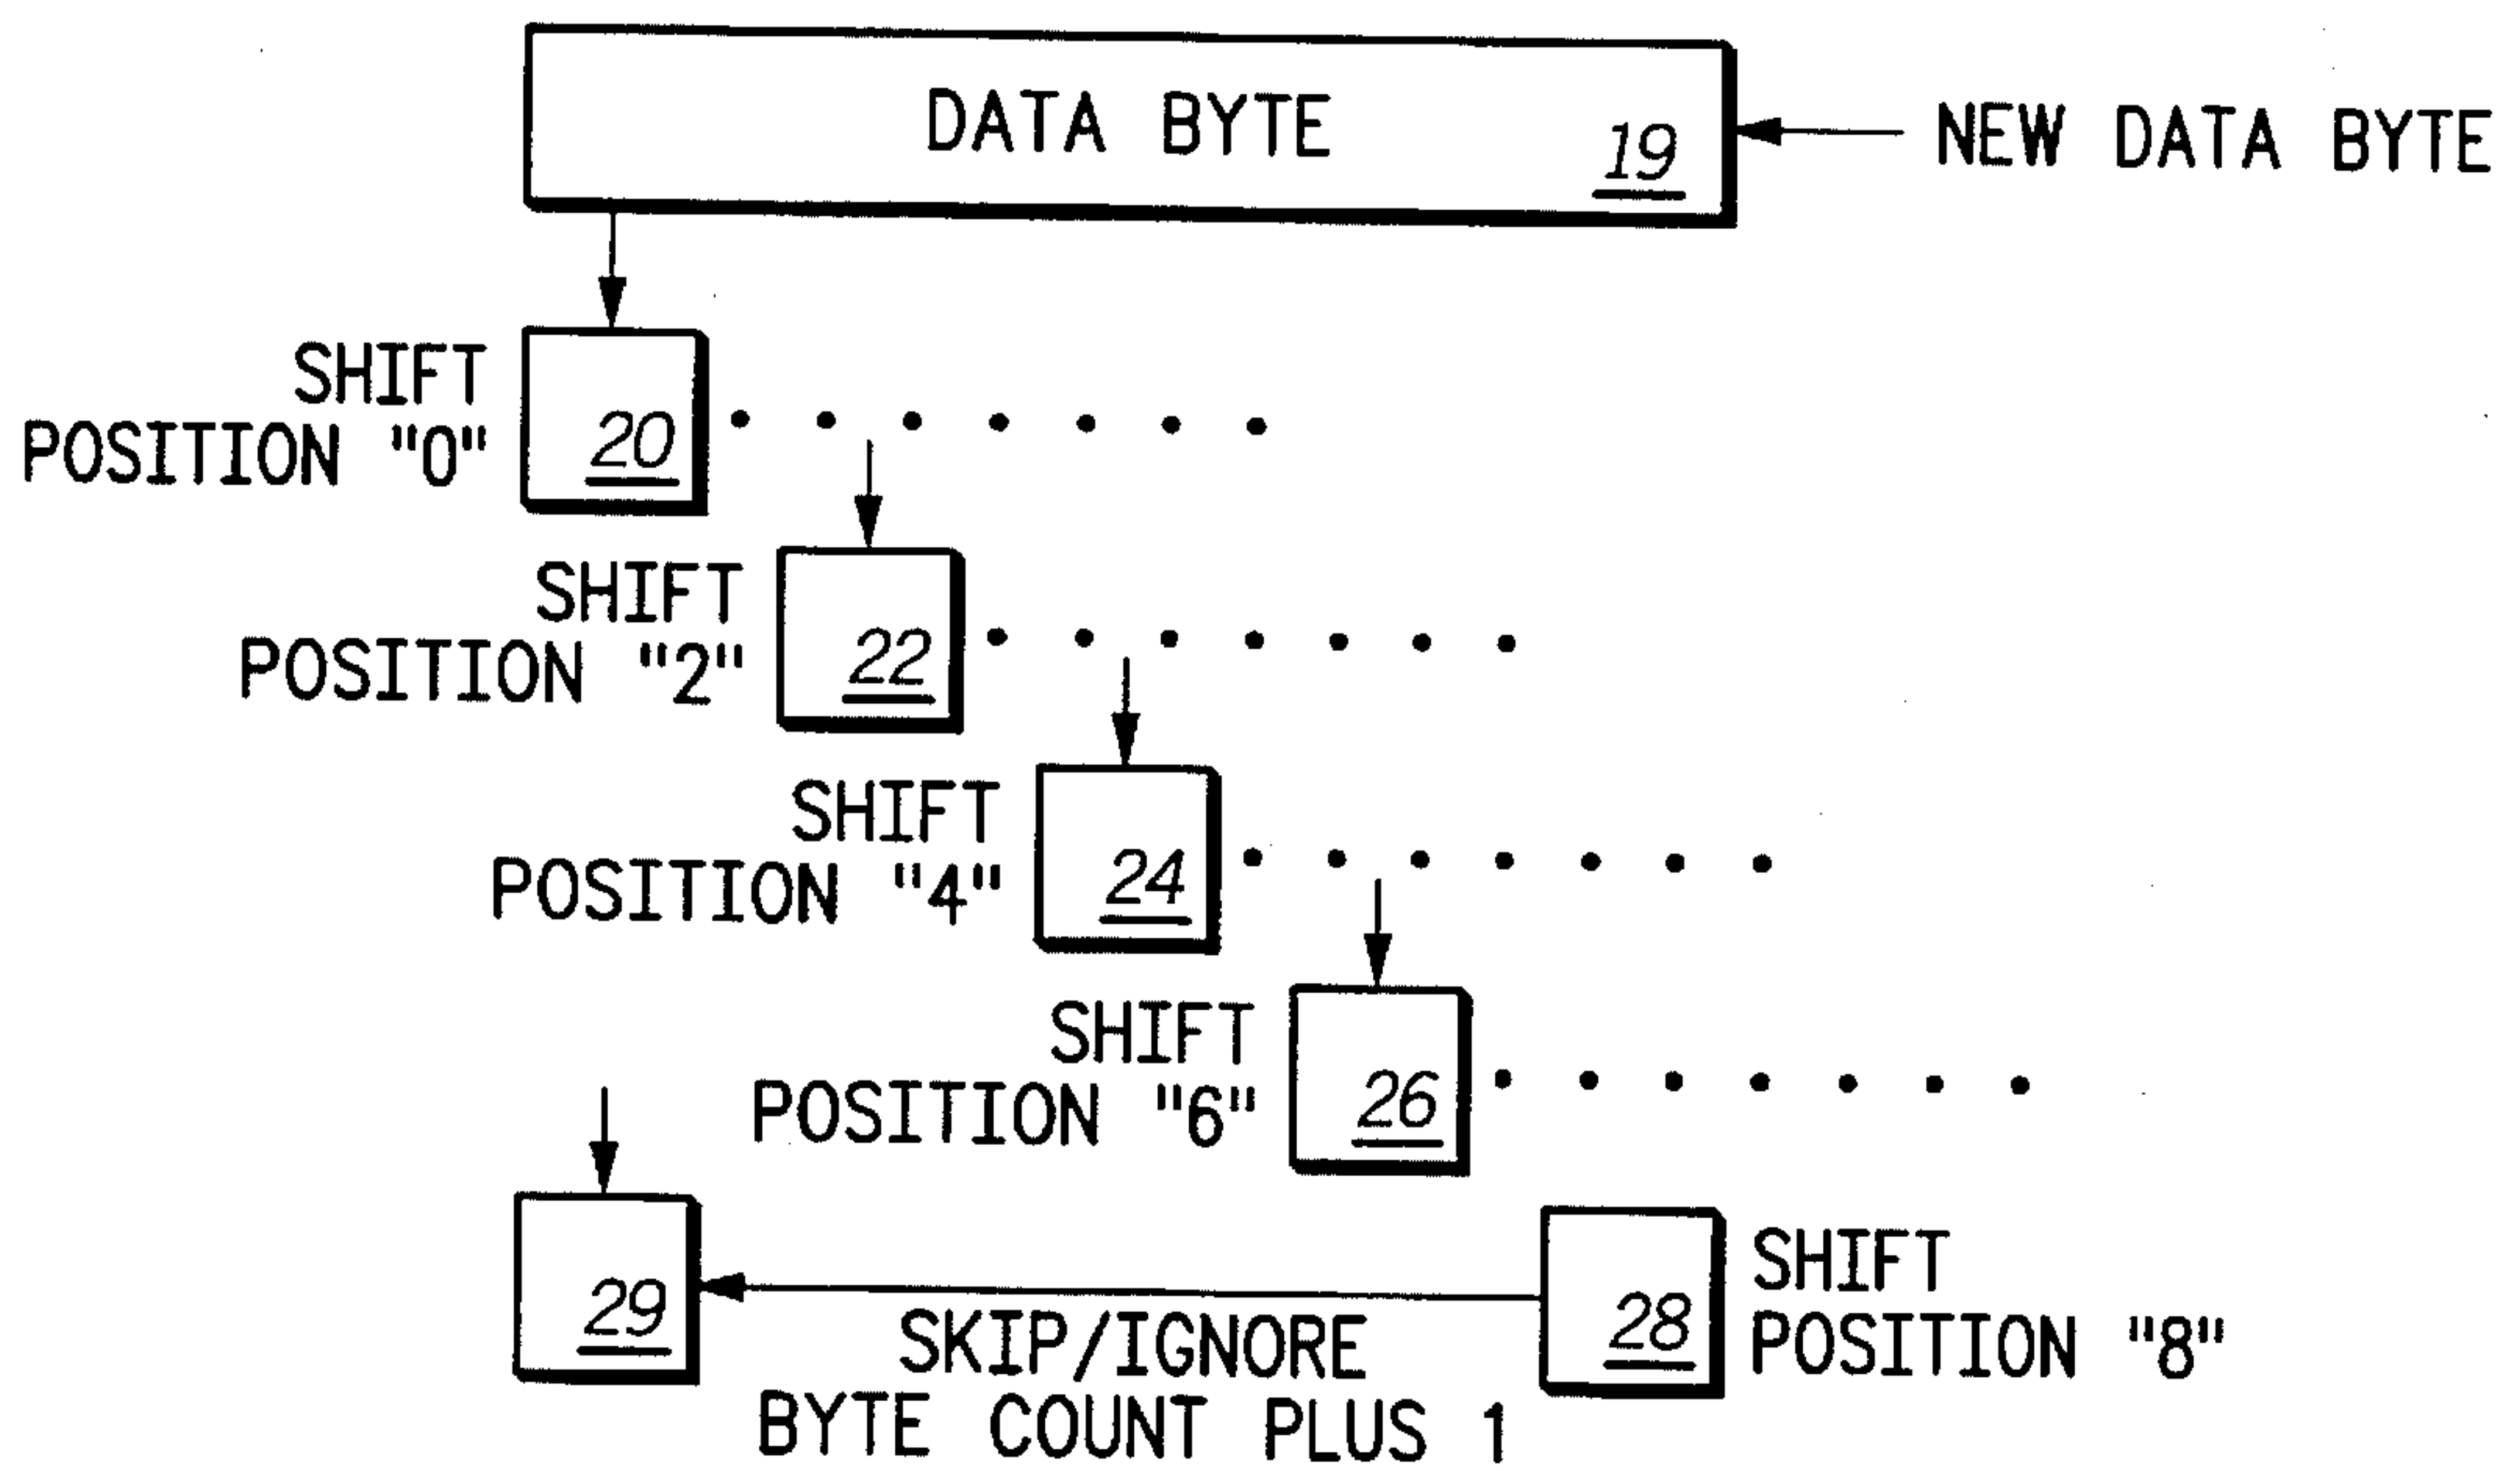 DATA BYTE
19
NEW DATA BYTE
SHIFT
POSITION "0"
20
SHIFT
POSITION "2"
22
SHIFT
POSITION "4"
24
SHIFT
POSITION "6"
26
29
SKIP/IGNORE
BYTE COUNT PLUS 1
28
SHIFT
POSITION "8"